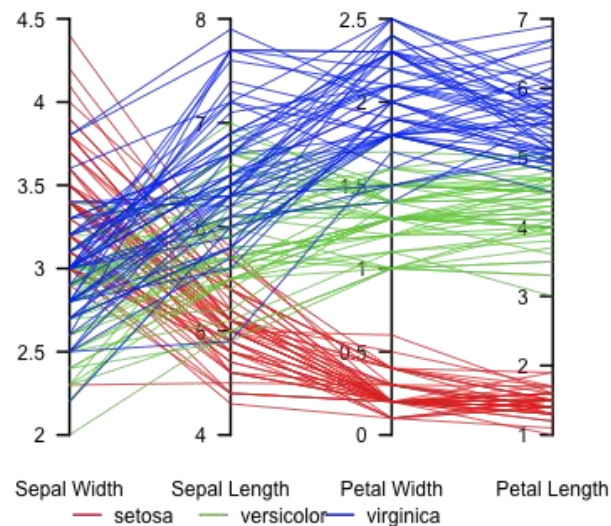 4.5 8 2.5 7
4 7 2 6
3.5 6 1.5 5
3 1 4
2.5 5 0.5 3
2 4 0 2
1
Sepal Width Sepal Length Petal Width Petal Length
setosa versicolor virginica